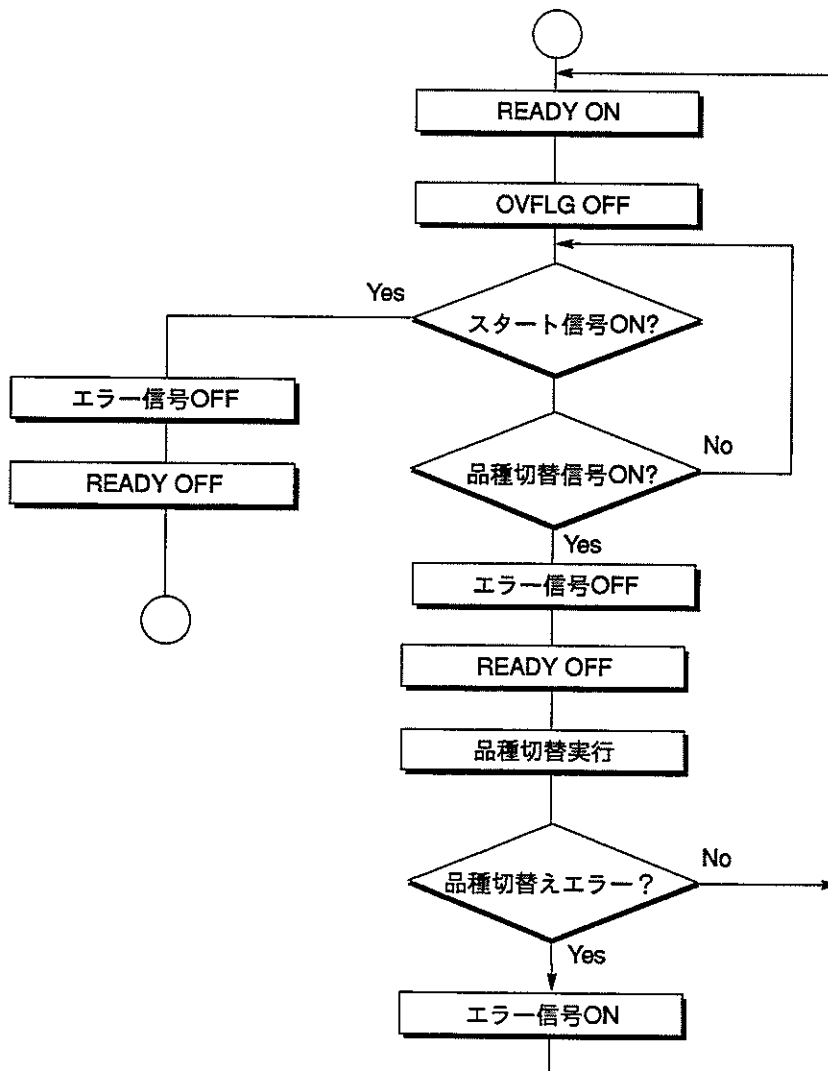 READY ON
OVFLG OFF
Yes
スタート信号ON?
エラー信号OFF
READY OFF
品種切替信号ON?
No
Yes
エラー信号OFF
READY OFF
品種切替実行
品種切替えエラー？
No
Yes
エラー信号ON